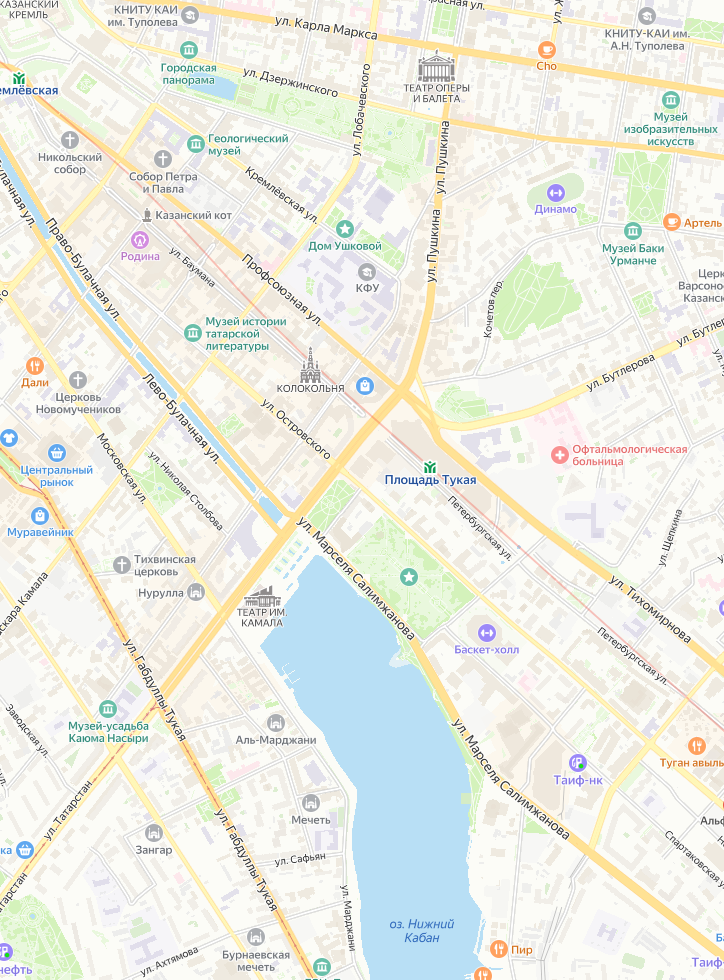 КАЗАНСКИЙ
КРЕМЛЬ
КНИТУ КАИ
им. Туполева
ул. Карла Маркса
КНИТУ-КАИ им.
А.Н. Туполева
Cho
Городская
панорама
ул. Дзержинского
ТЕАТР ОПЕРЫ
И БАЛЕТА
ул. Лобачевского
Музей
изобразительных
искусств
Геологический
музей
Никольский
собор
Собор Петра
и Павла
Кремлёвская ул.
ул. Пушкина
Динамо
Казанский кот
Артель
Дом Ушковой
Музей Баки
Урманче
Родина
Право-Булачная ул.
ул. Баумана
Профсоюзная ул.
КФУ
ул. Пушкина
Кочетов пер.
Музей истории
татарской
литературы
ул. Бутлерова
Дали
Церковь
Новомучеников
Лево-Булачная ул.
КОЛОКОЛЬНЯ
ул. Островского
Московская ул.
Центральный
рынок
ул. Николая Столбова
Офтальмологическая
больница
Площадь Тукая
Петербургская ул.
Муравейник
ул. Щепкина
Тихвинская
церковь
Нурулла
ТЕАТР ИМ.
КАМАЛА
ул. Марселя Салимжанова
ул. Тихомирнова
Петербургская ул.
Баскет-холл
ул. Габдуллы Тукая
Заводская ул.
Музей-усадьба
Каюма Насыри
Аль-Марджани
ул. Марселя Салимжанова
Таиф-нк
Туган авыл
ул. Татарстан
Мечеть
Зангар
ул. Габдуллы Тукая
ул. Сафьян
Спартаковская ул.
ул. Марджани
оз. Нижний
Кабан
Бурнаевская
мечеть
ул. Ахтямова
Пир